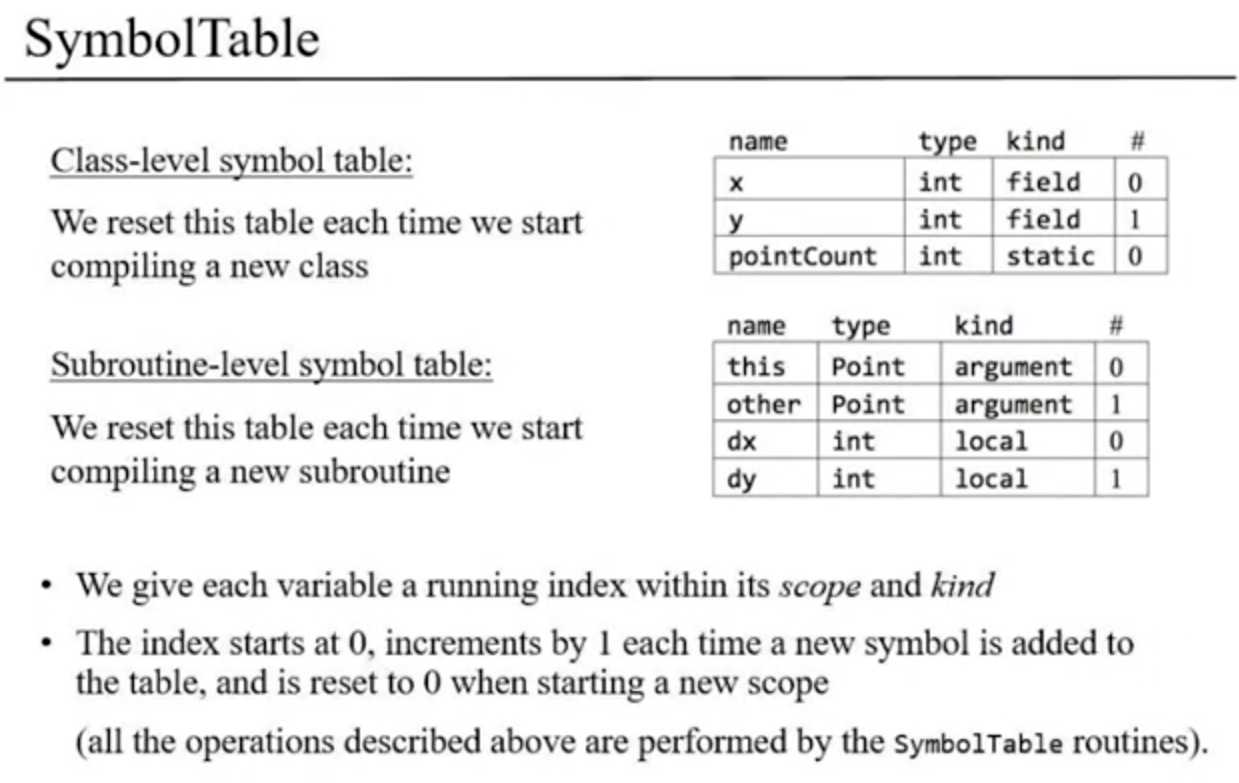 SymbolTable
Class-level symbol table:
We reset this table each time we start
compiling a new class
name type kind #
x int field 0
y int field 1
pointCount int static 0
Subroutine-level symbol table:
We reset this table each time we start
compiling a new subroutine
name type kind #
this Point argument 0
other Point argument 1
dx int local 0
dy int local 1
• We give each variable a running index within its scope and kind
• The index starts at 0, increments by 1 each time a new symbol is added to
the table, and is reset to 0 when starting a new scope
(all the operations described above are performed by the SymbolTable routines).